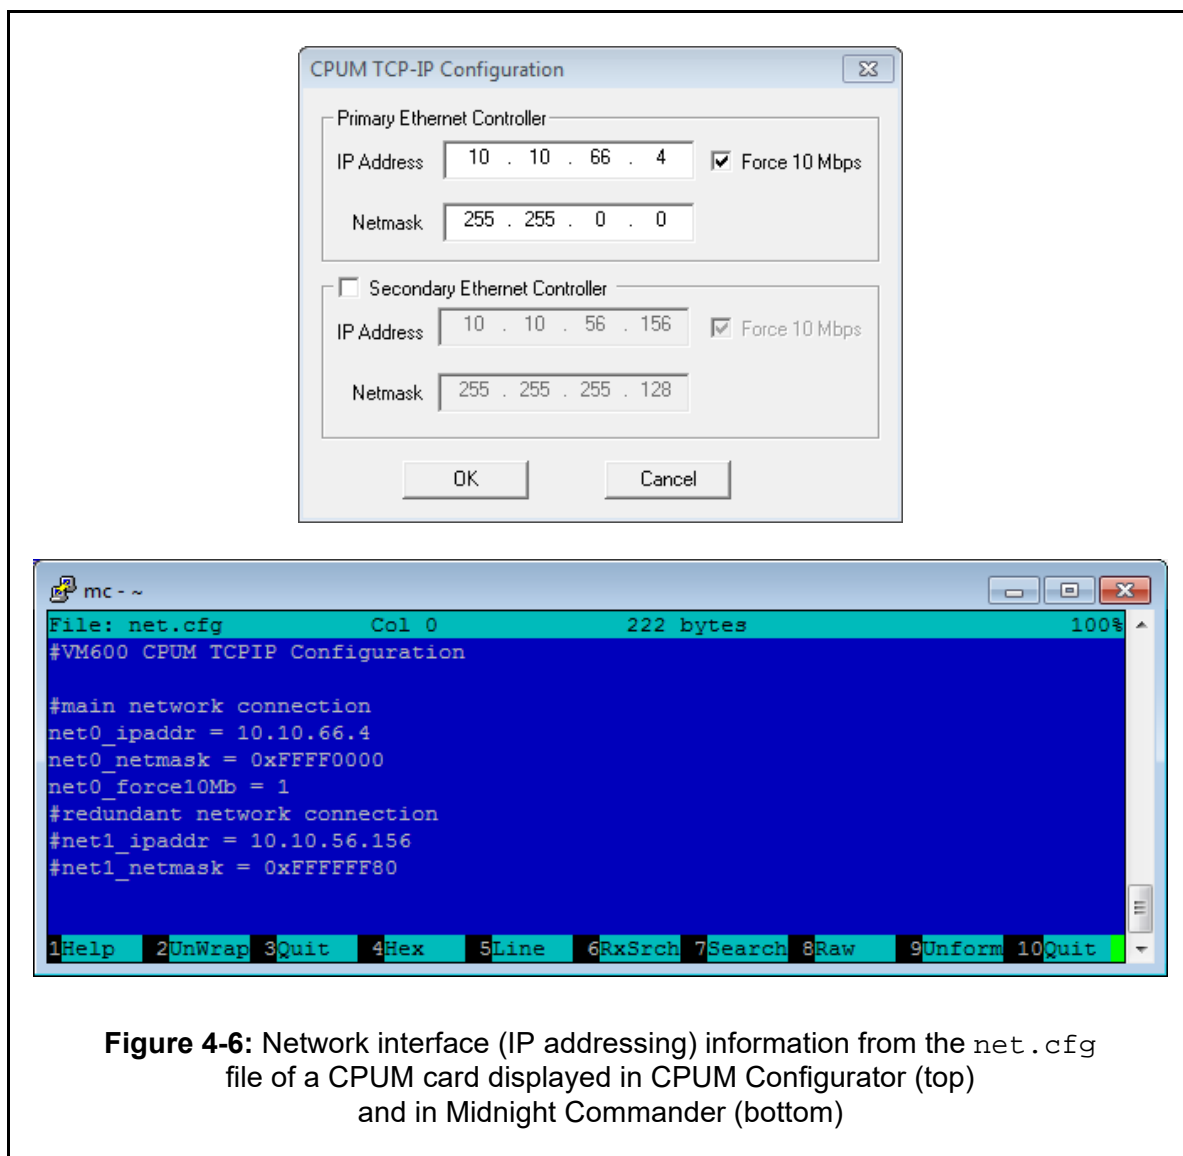 CPUM TCP-IP Configuration
Primary Ethernet Controller
IP Address 10 . 10 . 66 . 4 Force 10 Mbps
Netmask 255 . 255 . 0 . 0
Secondary Ethernet Controller
IP Address 10 . 10 . 56 . 156 Force 10 Mbps
Netmask 255 . 255 . 255 . 128
OK Cancel
mc - ~
File: net.cfg Col 0 222 bytes 100%
#VM600 CPUM TCPIP Configuration
#main network connection
net0_ipaddr = 10.10.66.4
net0_netmask = 0xFFFF0000
net0_force10Mb = 1
#redundant network connection
#net1_ipaddr = 10.10.56.156
#net1_netmask = 0xFFFFFF80
1Help 2UnWrap 3Quit 4Hex 5Line 6RxSrch 7Search 8Raw 9Unform 10Quit
Figure 4-6: Network interface (IP addressing) information from the net.cfg
file of a CPUM card displayed in CPUM Configurator (top)
and in Midnight Commander (bottom)